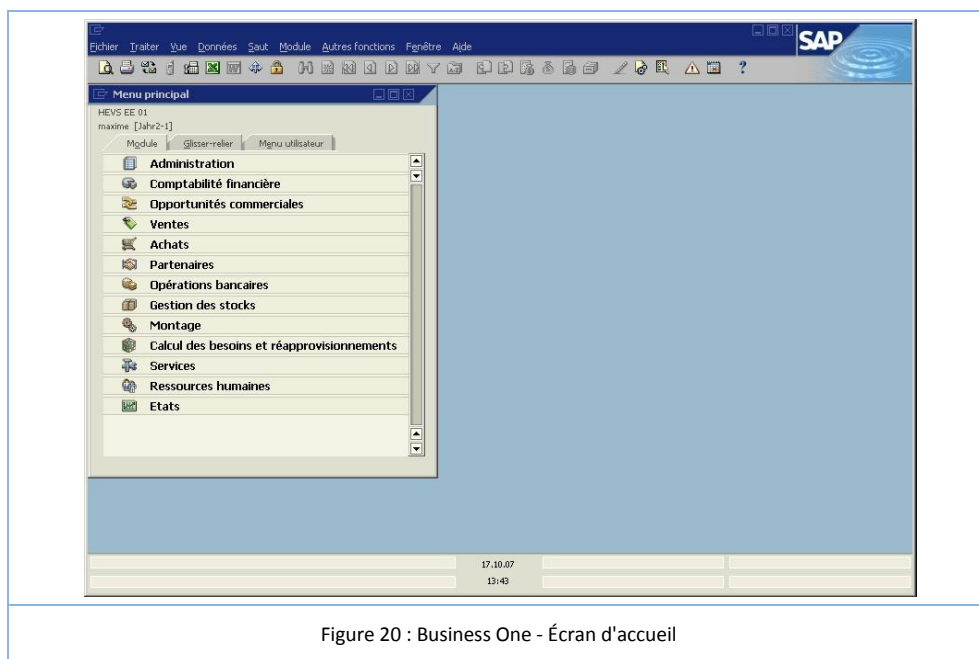 SAP
Fichier Traiter Vue Données Saut Module Autres fonctions Fenêtre Aide
?
Menu principal
HEVS EE 01
maxime [Jahr2-1]
Module Glisser-relier Menu utilisateur
Administration
Comptabilité financière
Opportunités commerciales
Ventes
Achats
Partenaires
Opérations bancaires
Gestion des stocks
Montage
Calcul des besoins et réapprovisionnements
Services
Ressources humaines
Etats
17.10.07
13:43
Figure 20 : Business One - Écran d'accueil